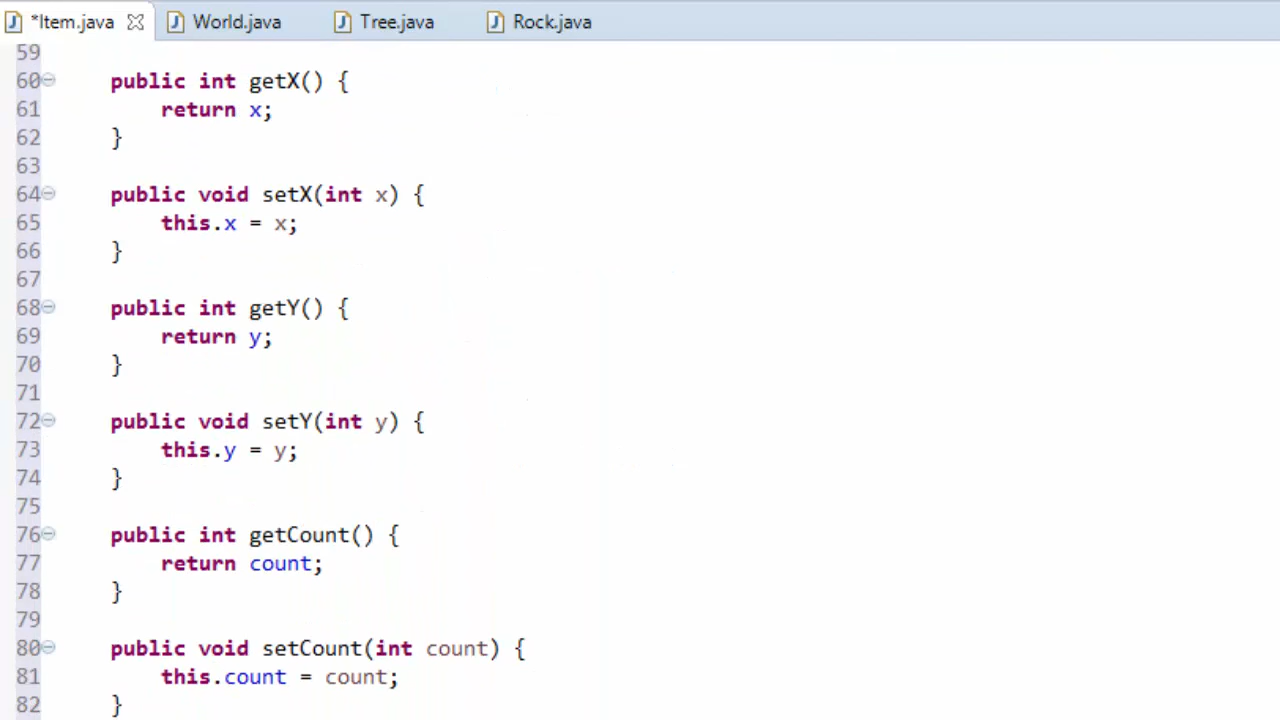 *Item.java World.java Tree.java Rock.java
59
60 public int getX() {
61 return x;
62 }
63
64 public void setX(int x) {
65 this.x = x;
66 }
67
68 public int getY() {
69 return y;
70 }
71
72 public void setY(int y) {
73 this.y = y;
74 }
75
76 public int getCount() {
77 return count;
78 }
79
80 public void setCount(int count) {
81 this.count = count;
82 }